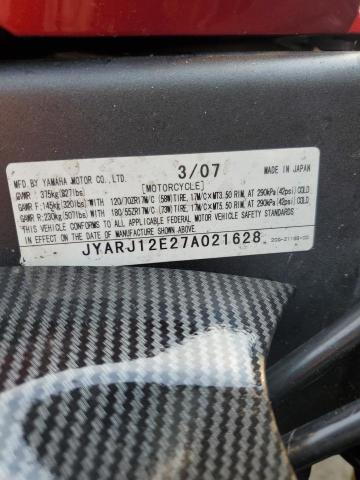 3/07 MADE IN JAPAN
MFD. BY YAMAHA MOTOR CO., LTD.
GVWR : 375kg(827lbs) [MOTORCYCLE]
GAWR F: 145kg(320lbs)WITH 120/70ZR17M/C (58W)TIRE, 17M/C×MT3.50 RIM, AT 290kPa(42psi)COLD
GAWR R: 230kg(507lbs)WITH 180/55ZR17M/C (73W)TIRE, 17M/C×MT5.50 RIM, AT 290kPa(42psi)COLD
THIS VEHICLE CONFORMS TO ALL APPLICABLE FEDERAL MOTOR VEHICLE SAFETY STANDARDS
IN EFFECT ON THE DATE OF MANUFACTURE SHOWN ABOVE.
JYARJ12E27A021628